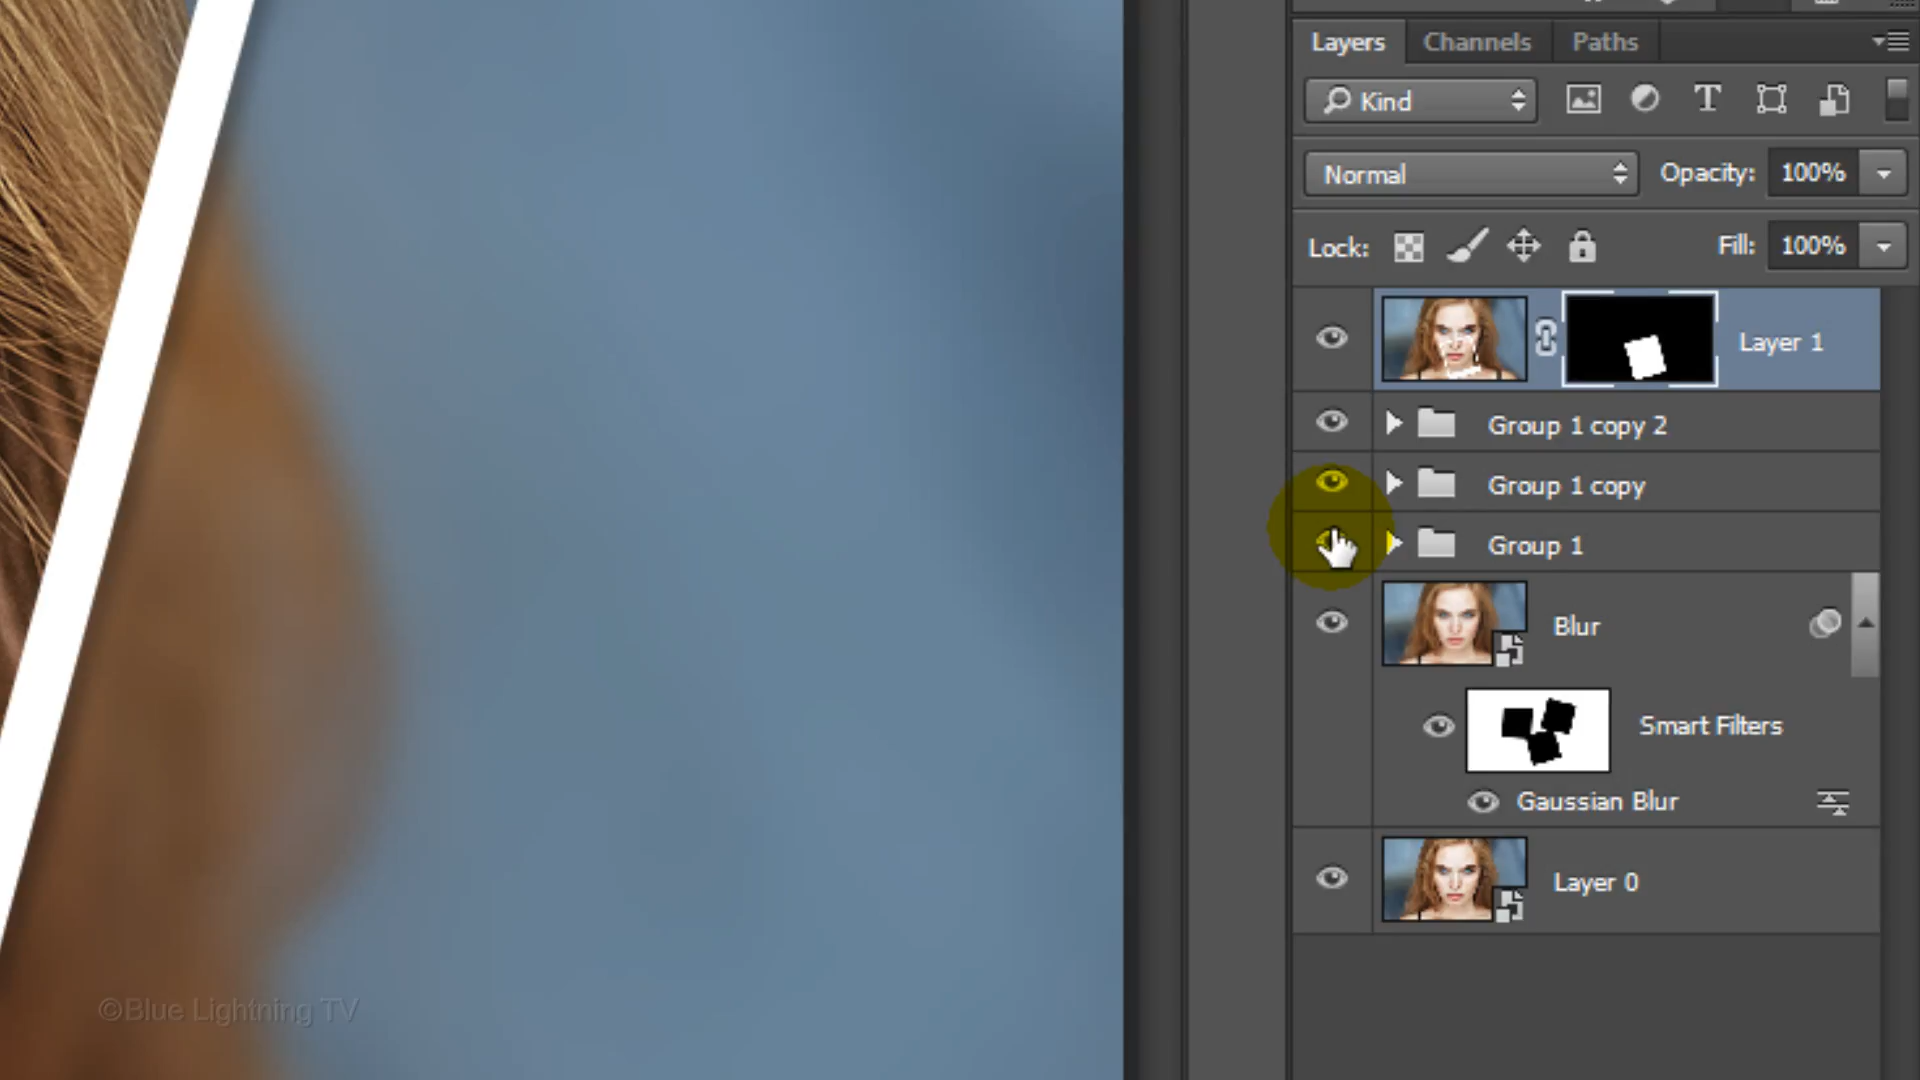 Layers Channels Paths
Kind
Normal Opacity: 100%
Lock: Fill: 100%
Layer 1
Group 1 copy 2
Group 1 copy
Group 1
Blur
Smart Filters
Gaussian Blur
Layer 0
©Blue Lightning TV